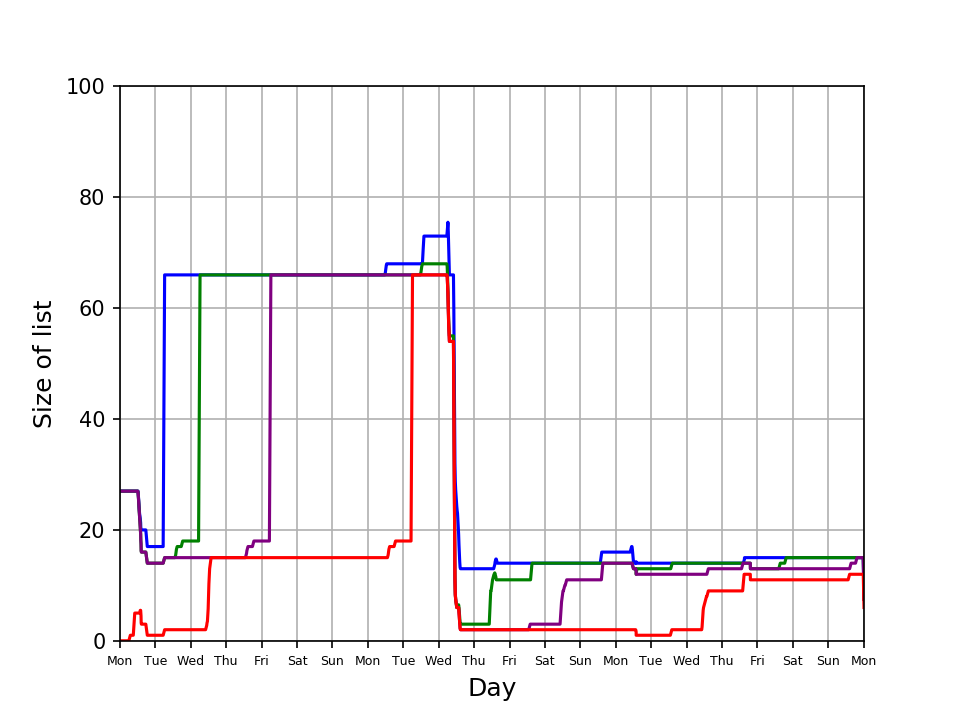 100
80
60
40
20
0
Size of list
Mon Tue Wed Thu Fri Sat Sun Mon Tue Wed Thu Fri Sat Sun Mon Tue Wed Thu Fri Sat Sun Mon
Day